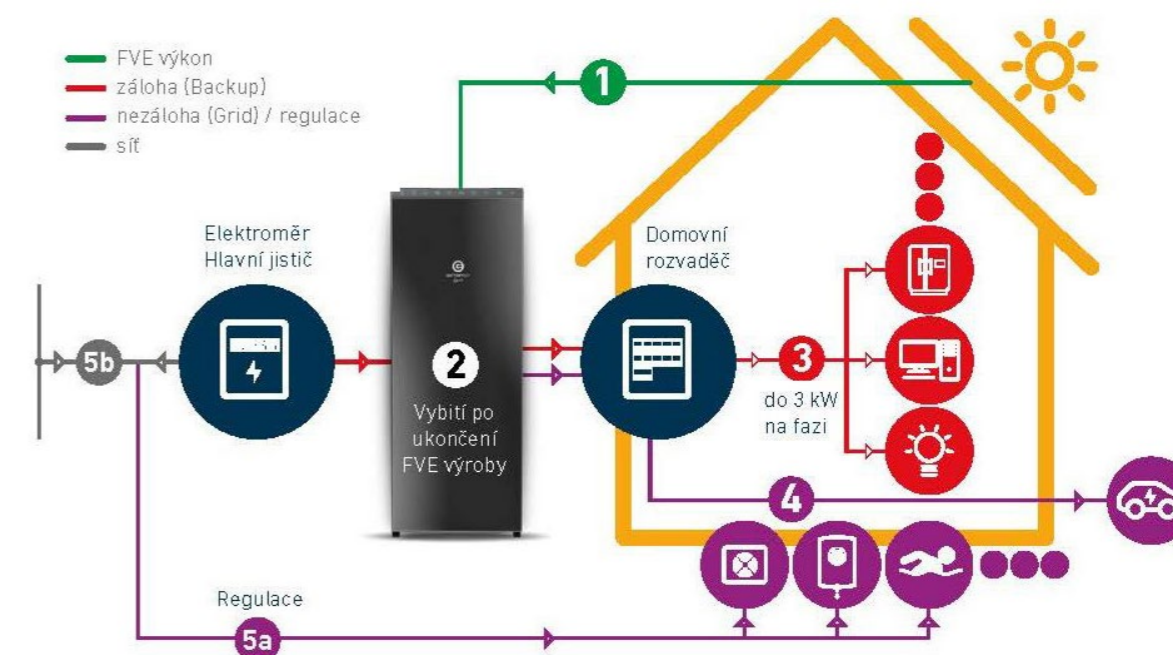 FVE výkon
záloha (Backup)
nezáloha (Grid) / regulace
síť
1
Elektroměr
Hlavní jistič
Domovní
rozvaděč
5b
2
Vybití po
ukončení
FVE výroby
3
do 3 kW
na fazi
4
Regulace
5a